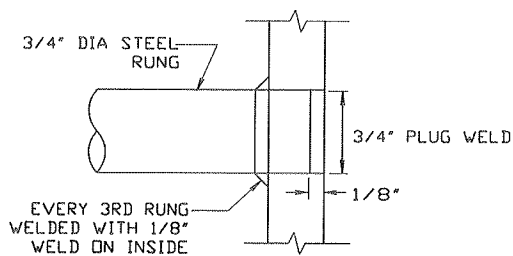 3/4" DIA STEEL
RUNG
3/4" PLUG WELD
1/8"
EVERY 3RD RUNG
WELDED WITH 1/8"
WELD ON INSIDE